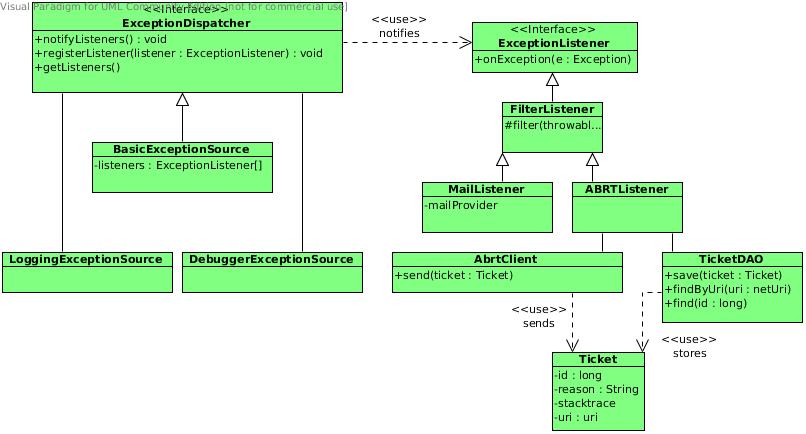 Visual Paradigm for UML Community Edition [not for commercial use]
<<Interface>>
ExceptionDispatcher
+notifyListeners() : void
+registerListener(listener : ExceptionListener) : void
+getListeners()
<<use>>
notifies
<<Interface>>
ExceptionListener
+onException(e : Exception)
FilterListener
#filter(throwabl...
BasicExceptionSource
-listeners : ExceptionListener[]
MailListener
-mailProvider
ABRTListener
LoggingExceptionSource
DebuggerExceptionSource
AbrtClient
+send(ticket : Ticket)
TicketDAO
+save(ticket : Ticket)
+findByUri(uri : netUri)
+find(id : long)
<<use>>
sends
<<use>>
stores
Ticket
-id : long
-reason : String
-stacktrace
-uri : uri